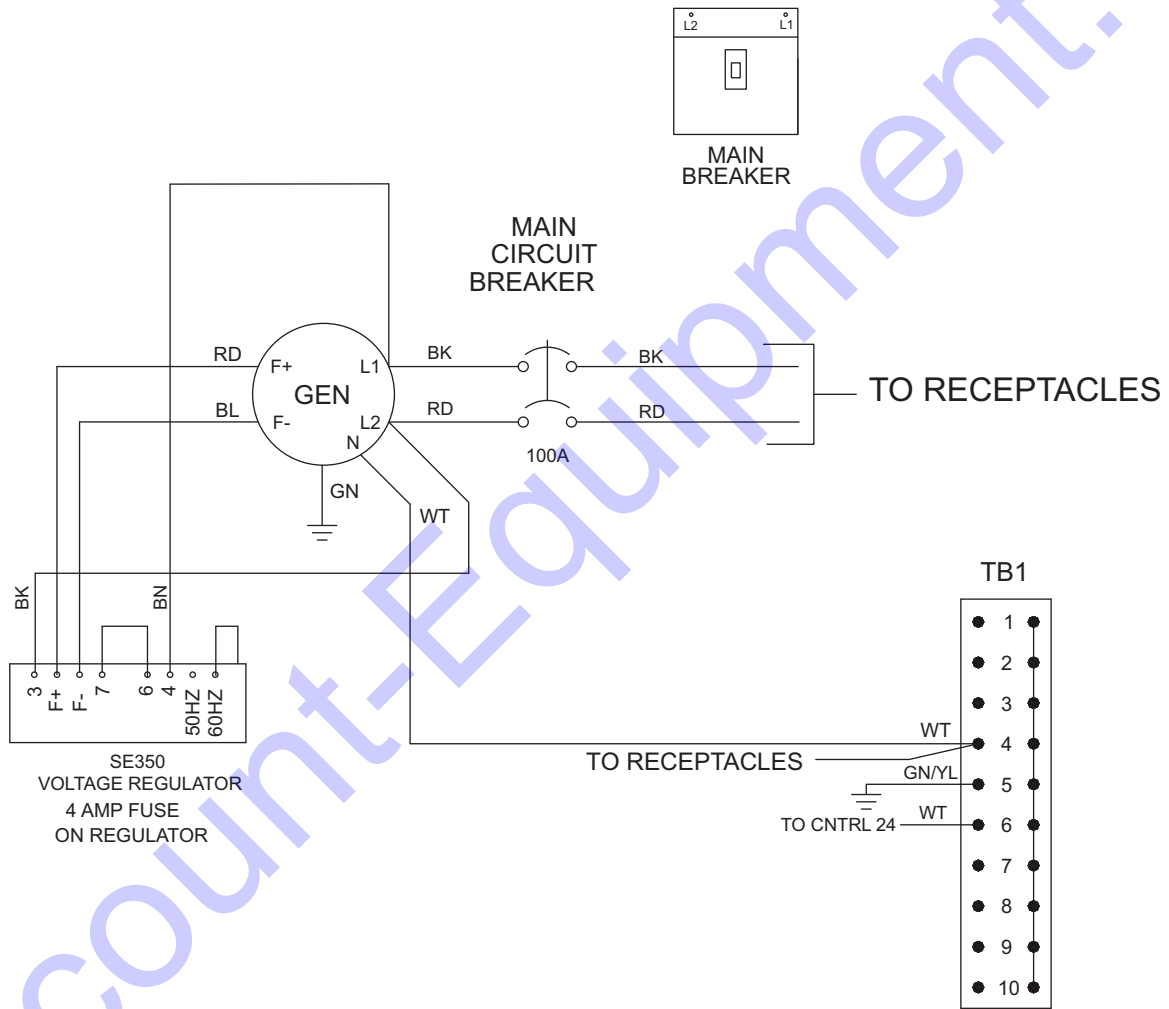 L2
L1
MAIN
BREAKER
MAIN
CIRCUIT
BREAKER
RD
F+
L1
BK
BK
GEN
TO RECEPTACLES
BL
F-
L2
RD
RD
N
100A
GN
WT
BK
BN
TB1
1
2
3
F+
F-
7
6
4
50HZ
60HZ
3
WT
4
SE350
TO RECEPTACLES
VOLTAGE REGULATOR
GN/YL
5
4 AMP FUSE
ON REGULATOR
TO CNTRL 24
WT
6
7
8
9
10
count-Equipment.